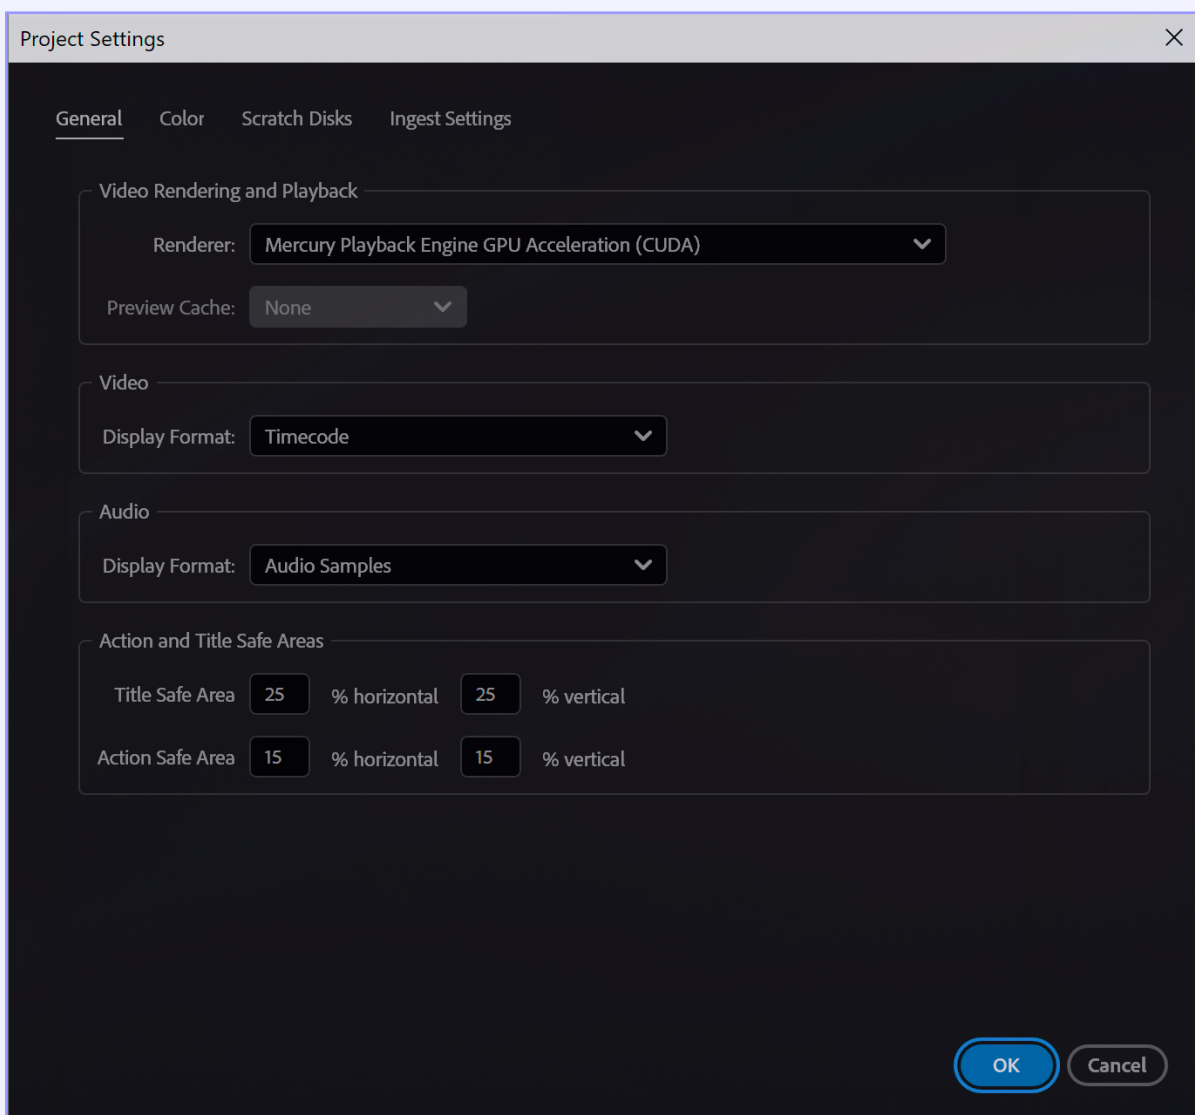 Project Settings
General Color Scratch Disks Ingest Settings
Video Rendering and Playback
Renderer: Mercury Playback Engine GPU Acceleration (CUDA)
Preview Cache: None
Video
Display Format: Timecode
Audio
Display Format: Audio Samples
Action and Title Safe Areas
Title Safe Area 25 % horizontal 25 % vertical
Action Safe Area 15 % horizontal 15 % vertical
OK Cancel